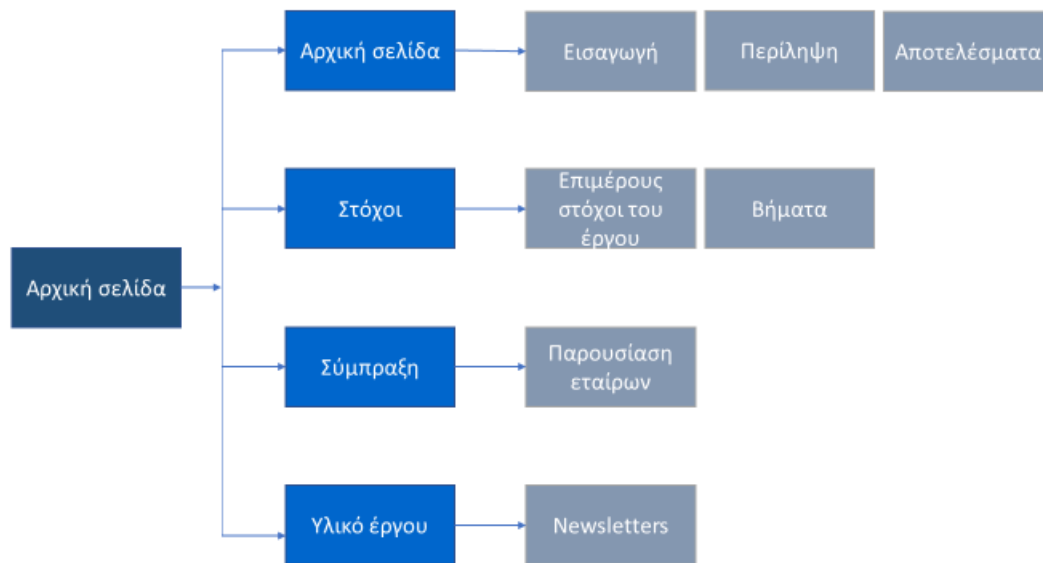 Αρχική σελίδα
Εισαγωγή
Περίληψη
Αποτελέσματα
Στόχοι
Επιμέρους
στόχοι του
έργου
Βήματα
Αρχική σελίδα
Σύμπραξη
Παρουσίαση
εταίρων
Υλικό έργου
Newsletters